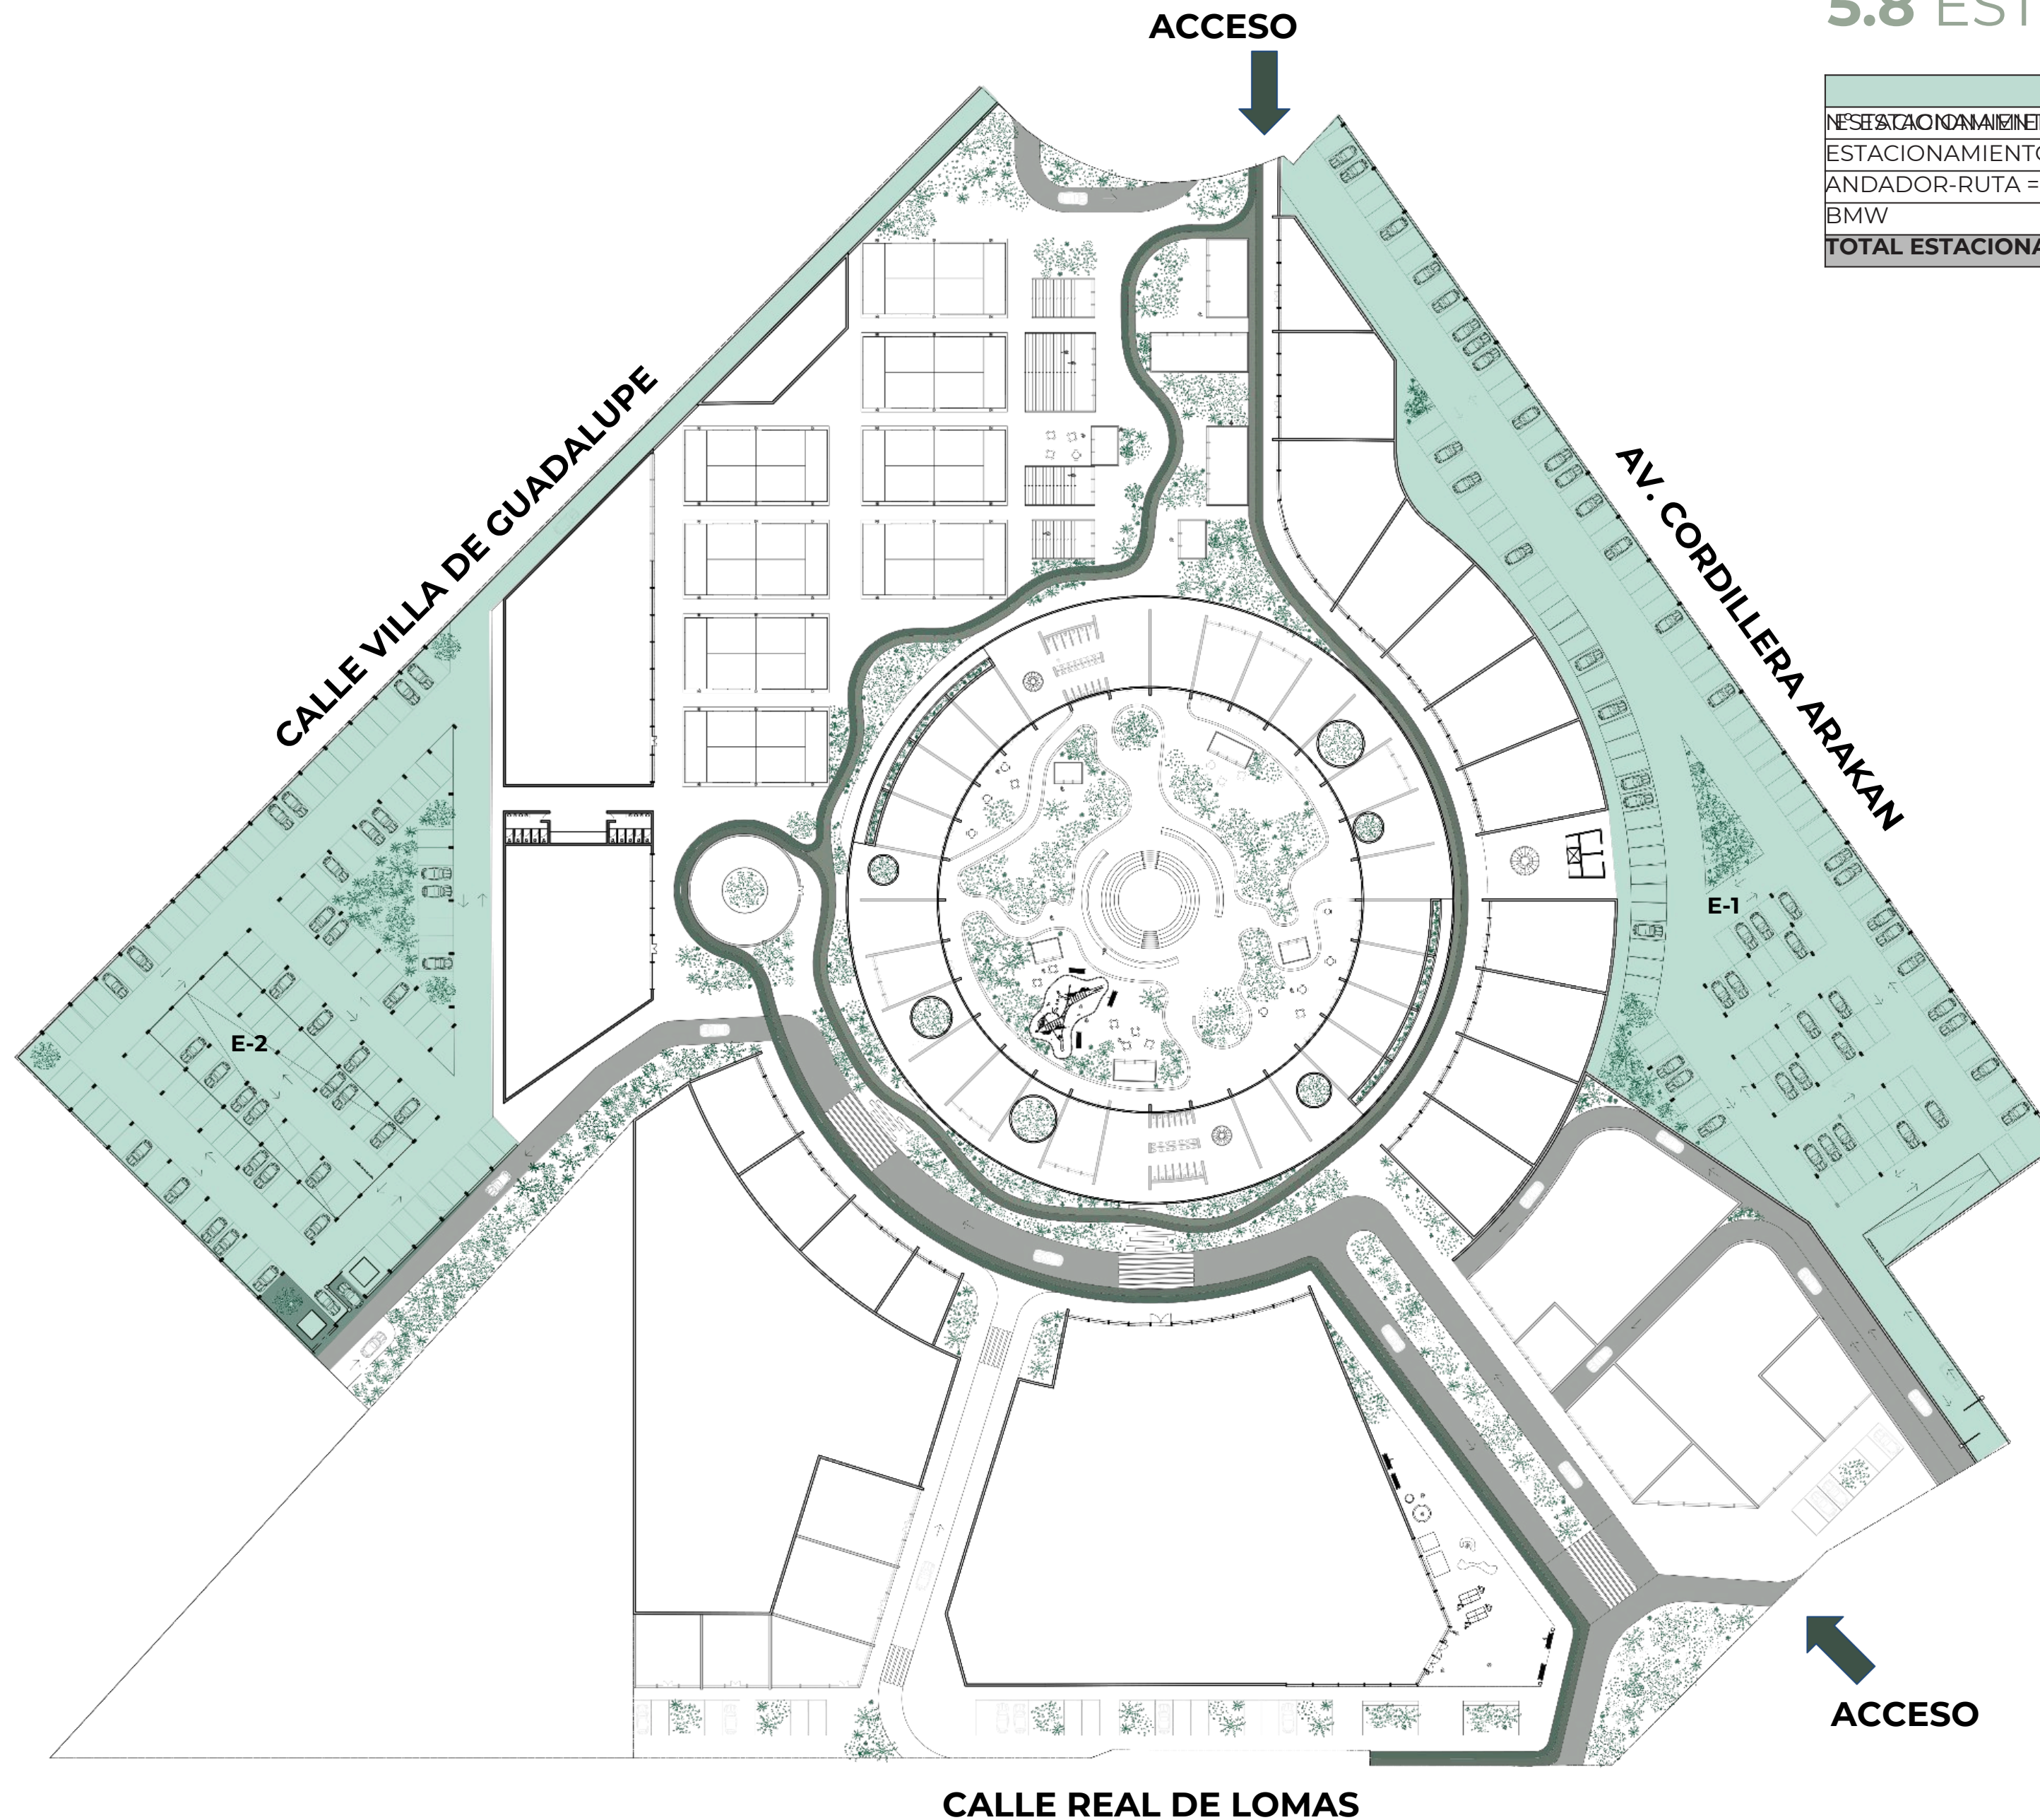 ACCESO
5.8 EST
ESTACIONAMIENTO
ANDADOR-RUTA =
BMW
TOTAL ESTACIONA
CALLE VILLA DE GUADALUPE
AV. CORDILLERA ARAKAN
E-1
E-2
ACCESO
CALLE REAL DE LOMAS